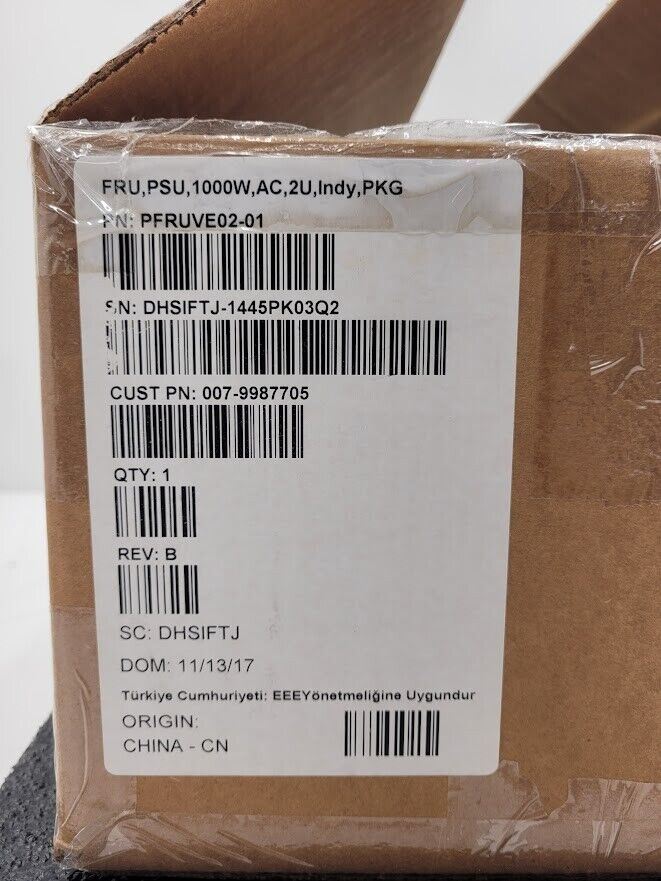 FRU,PSU,1000W,AC,2U,Indy,PKG
PN: PFRUVE02-01
SN: DHSIFTJ-1445PK03Q2
CUST PN: 007-9987705
QTY: 1
REV: B
SC: DHSIFTJ
DOM: 11/13/17
Türkiye Cumhuriyeti: EEEYönetmeliğine Uygundur
ORIGIN:
CHINA - CN